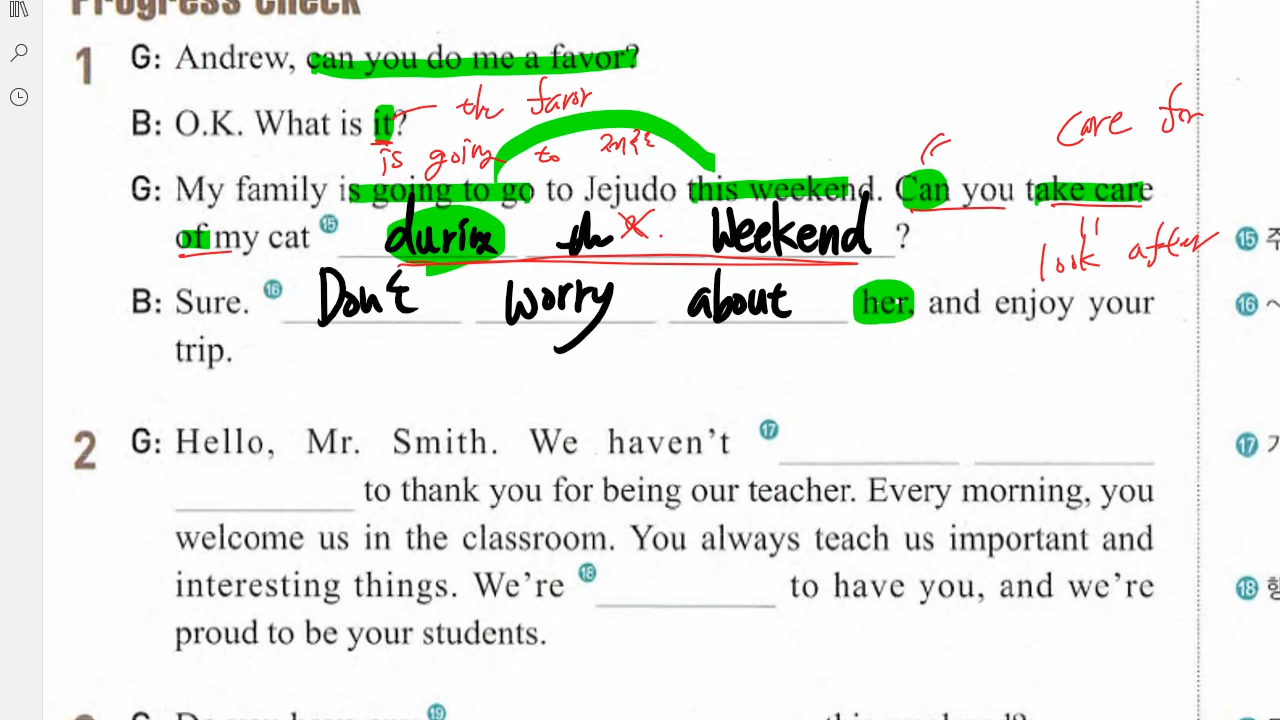 Progress Check
1 G: Andrew, can you do me a favor?
the favor
B: O.K. What is it?
is going to
care for
G: My family is going to go to Jejudo this weekend. Can you take care
of my cat 15 during the weekend ?
look after
15 주
B: Sure. 16 Don't worry about her, and enjoy your
16 ~
trip.
2 G: Hello, Mr. Smith. We haven't 17
17 기
to thank you for being our teacher. Every morning, you
welcome us in the classroom. You always teach us important and
interesting things. We're 18 to have you, and we're
18 행
proud to be your students.
19